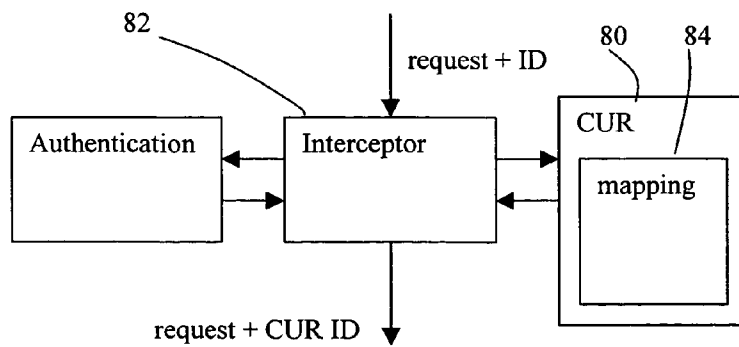 82
request + ID
80
84
Authentication
Interceptor
CUR
mapping
request + CUR ID